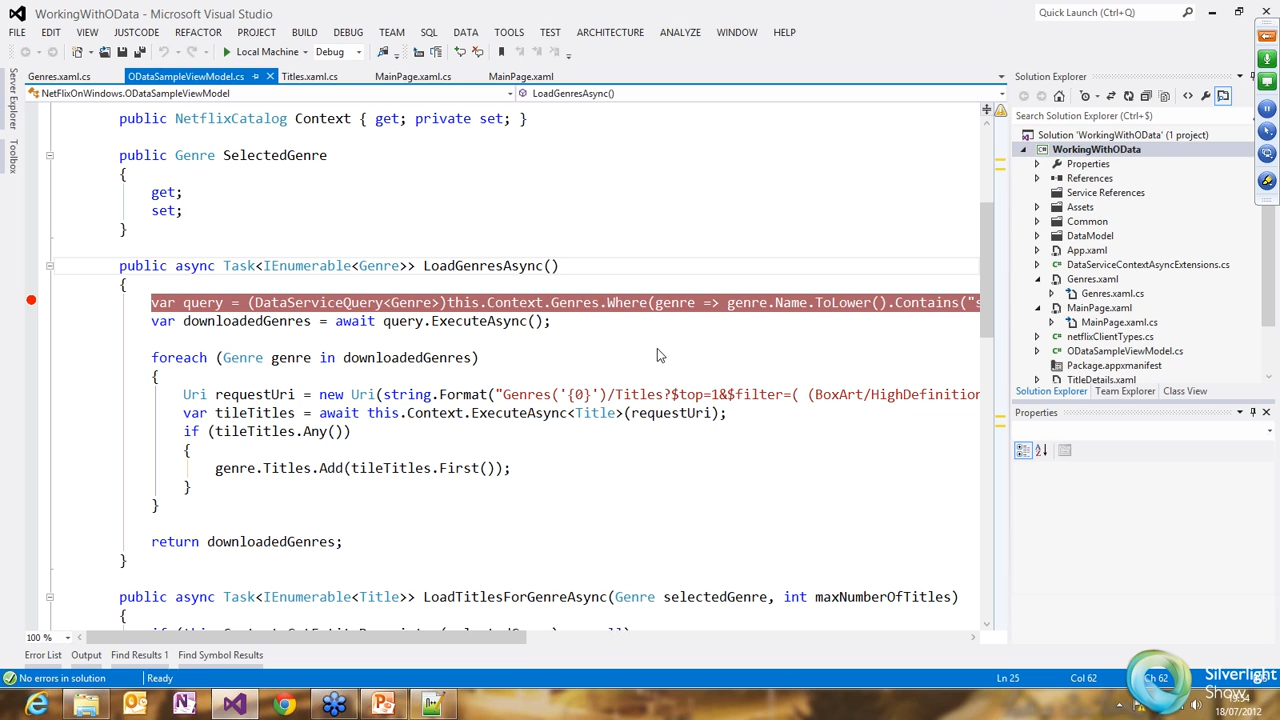 WorkingWithOData - Microsoft Visual Studio
Quick Launch (Ctrl+Q)
FILE EDIT VIEW JUSTCODE REFACTOR PROJECT BUILD DEBUG TEAM SQL DATA TOOLS TEST ARCHITECTURE ANALYZE WINDOW HELP
Local Machine Debug
Server Explorer
Toolbox
Genres.xaml.cs ODataSampleViewModel.cs Titles.xaml.cs MainPage.xaml.cs MainPage.xaml
NetFlixOnWindows.ODataSampleViewModel LoadGenresAsync()
public NetflixCatalog Context { get; private set; }
public Genre SelectedGenre
{
get;
set;
}
public async Task<IEnumerable<Genre>> LoadGenresAsync()
{
var query = (DataServiceQuery<Genre>)this.Context.Genres.Where(genre => genre.Name.ToLower().Contains("s
var downloadedGenres = await query.ExecuteAsync();
foreach (Genre genre in downloadedGenres)
{
Uri requestUri = new Uri(string.Format("Genres('{0}')/Titles?$top=1&$filter=( (BoxArt/HighDefinition
var tileTitles = await this.Context.ExecuteAsync<Title>(requestUri);
if (tileTitles.Any())
{
genre.Titles.Add(tileTitles.First());
}
}
return downloadedGenres;
}
public async Task<IEnumerable<Title>> LoadTitlesForGenreAsync(Genre selectedGenre, int maxNumberOfTitles)
{
100 %
Solution Explorer
Search Solution Explorer (Ctrl+$)
Solution 'WorkingWithOData' (1 project)
WorkingWithOData
Properties
References
Service References
Assets
Common
DataModel
App.xaml
DataServiceContextAsyncExtensions.cs
Genres.xaml
Genres.xaml.cs
MainPage.xaml
MainPage.xaml.cs
netflixClientTypes.cs
ODataSampleViewModel.cs
Package.appxmanifest
TitleDetails.xaml
Solution Explorer Team Explorer Class View
Properties
Error List Output Find Results 1 Find Symbol Results
No errors in solution Ready Ln 25 Col 62 Ch 62
Silverlight
Show
18/07/2012